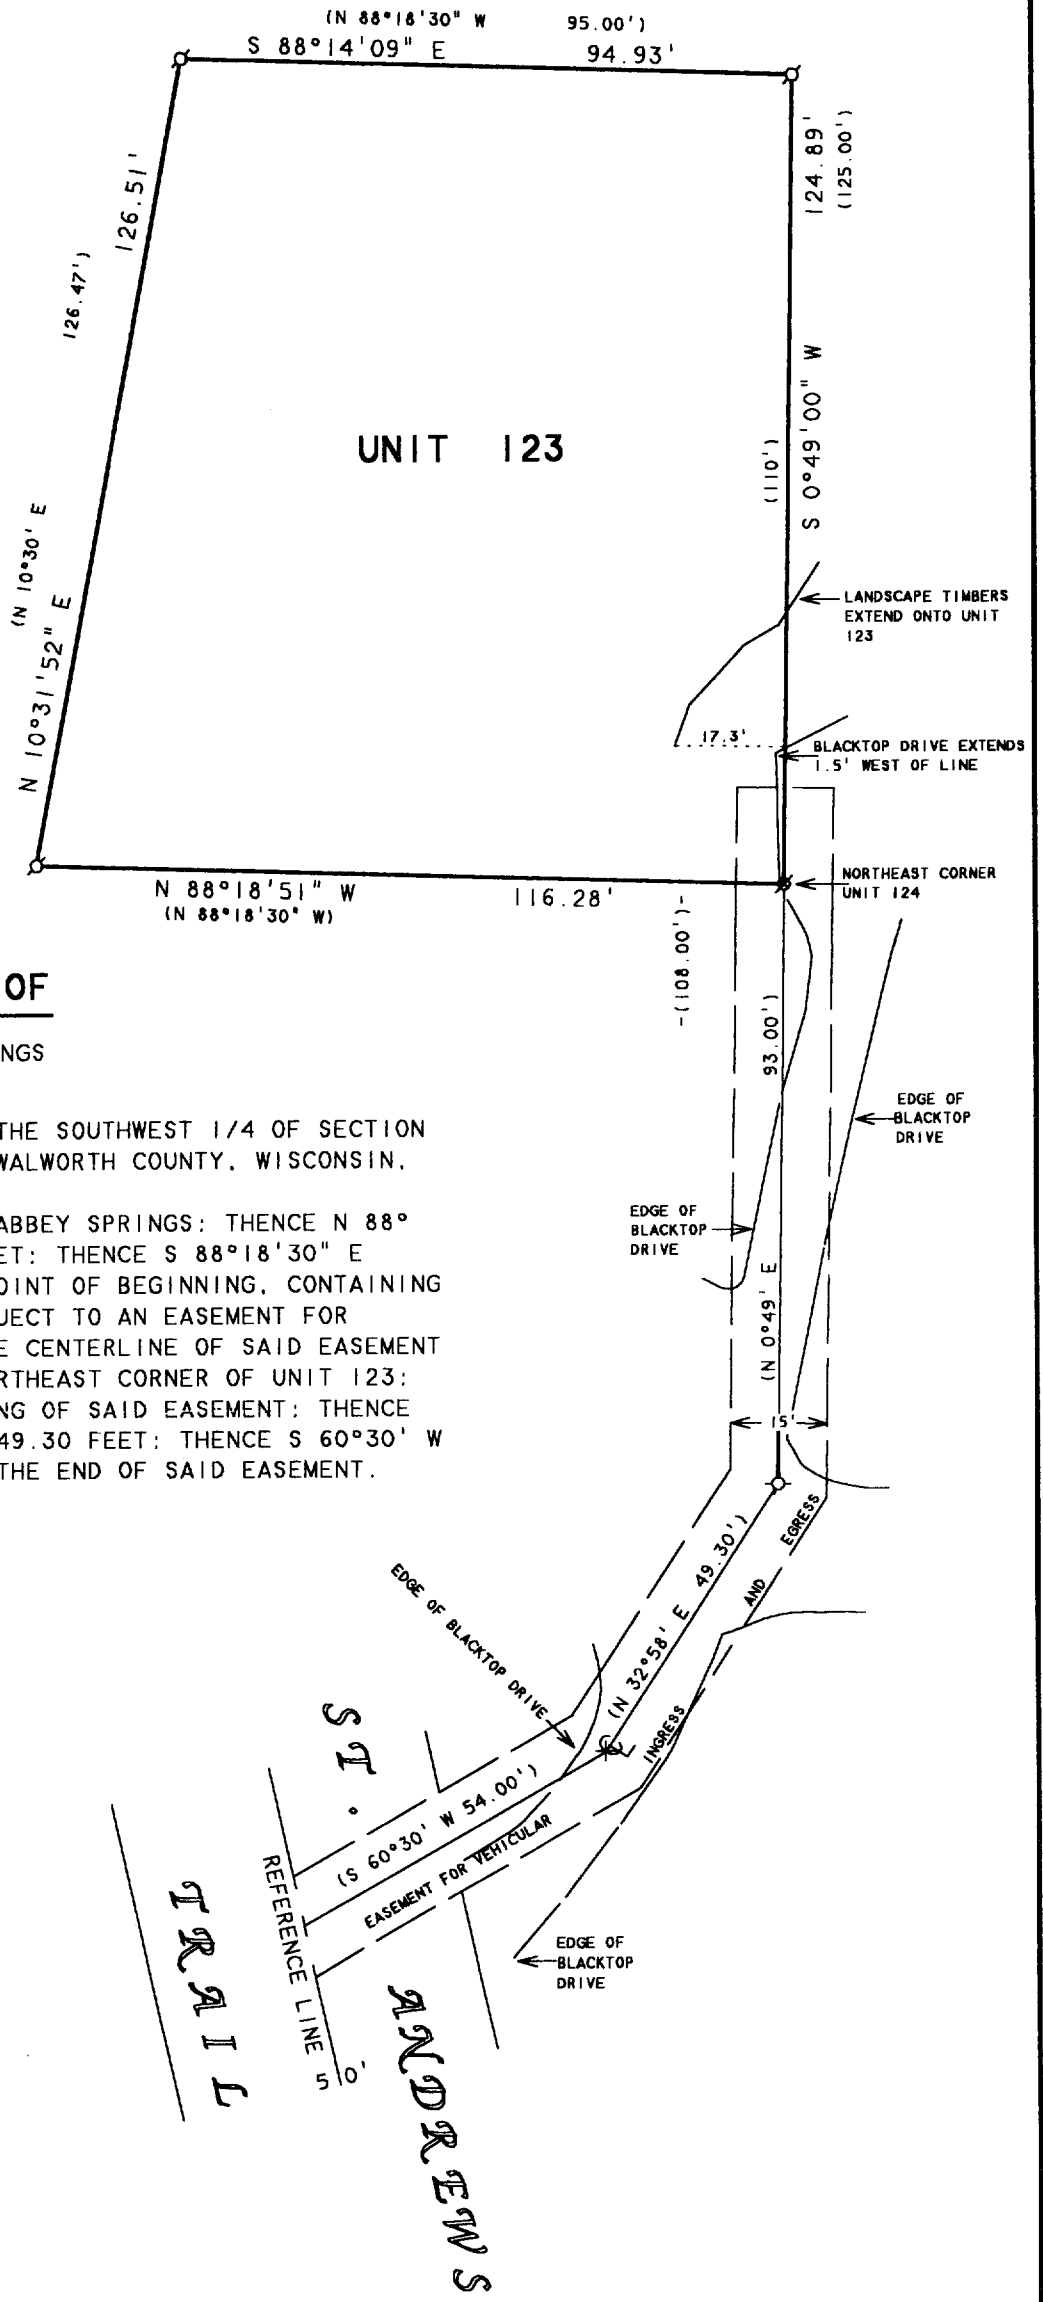 (N 88°18'30" W 95.00')
S 88°14'09" E 94.93'
124.89'
(125.00')
126.51'
126.47')
S 0°49'00" W
(110')
UNIT 123
(N 10°30' E
N 10°31'52" E
LANDSCAPE TIMBERS
EXTEND ONTO UNIT
123
17.3'
BLACKTOP DRIVE EXTENDS
1.5' WEST OF LINE
NORTHEAST CORNER
UNIT 124
N 88°18'51" W 116.28'
(N 88°18'30" W)
-(108.00')-
OF
NGS
93.00')
(N 0°49' E
THE SOUTHWEST 1/4 OF SECTION
WALWORTH COUNTY, WISCONSIN,
ABBEY SPRINGS; THENCE N 88°
ET; THENCE S 88°18'30" E
OINT OF BEGINNING, CONTAINING
JECT TO AN EASEMENT FOR
E CENTERLINE OF SAID EASEMENT
RTHEAST CORNER OF UNIT 123;
NG OF SAID EASEMENT; THENCE
49.30 FEET; THENCE S 60°30' W
THE END OF SAID EASEMENT.
EDGE OF
BLACKTOP
DRIVE
EDGE OF
BLACKTOP
DRIVE
15'
(N 32°58' E 49.30')
EDGE OF BLACKTOP DRIVE
(S 60°30' W 54.00')
EASEMENT FOR VEHICULAR INGRESS AND EGRESS
REFERENCE LINE 50'
EDGE OF
BLACKTOP
DRIVE
ST. ANDREWS
TRAIL